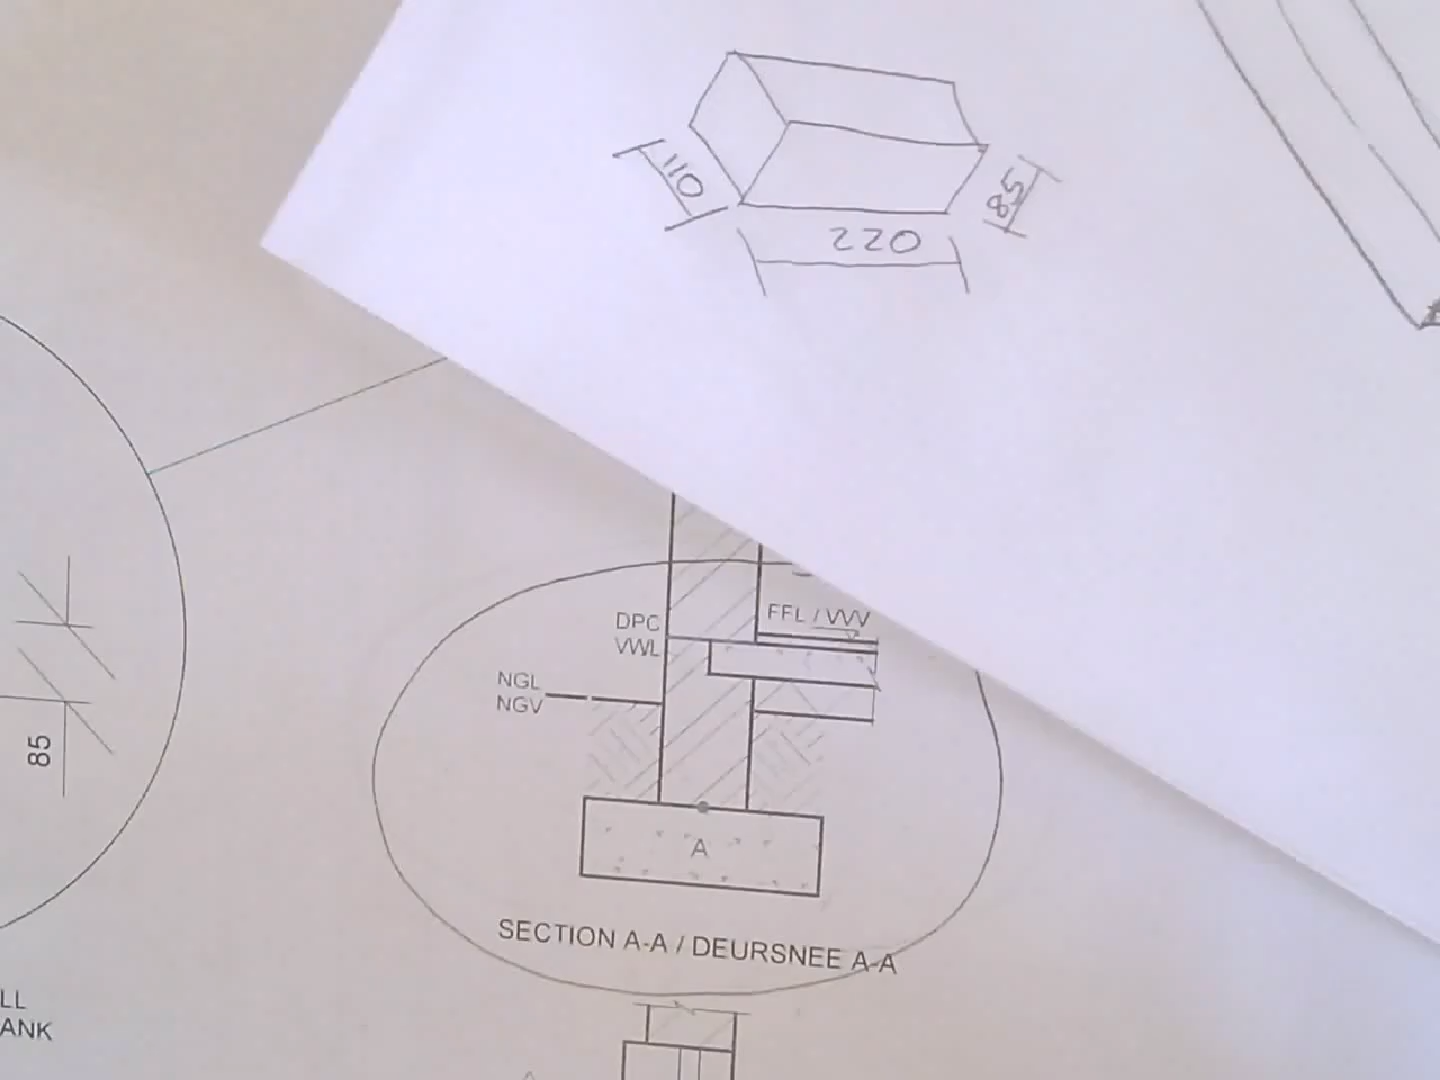 110
85
220
DPC
VWL
FFL / VVV
NGL
NGV
85
A
SECTION A-A / DEURSNEE A-A
LL
ANK